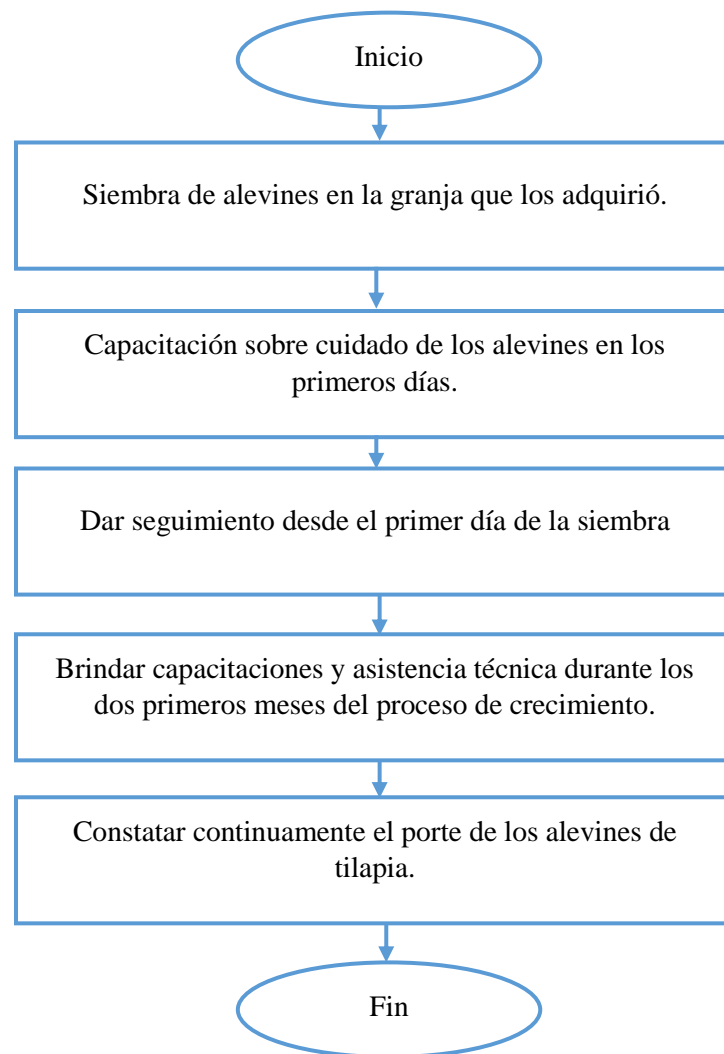 Inicio
Siembra de alevines en la granja que los adquirió.
Capacitación sobre cuidado de los alevines en los
primeros días.
Dar seguimiento desde el primer día de la siembra
Brindar capacitaciones y asistencia técnica durante los
dos primeros meses del proceso de crecimiento.
Constatar continuamente el porte de los alevines de
tilapia.
Fin